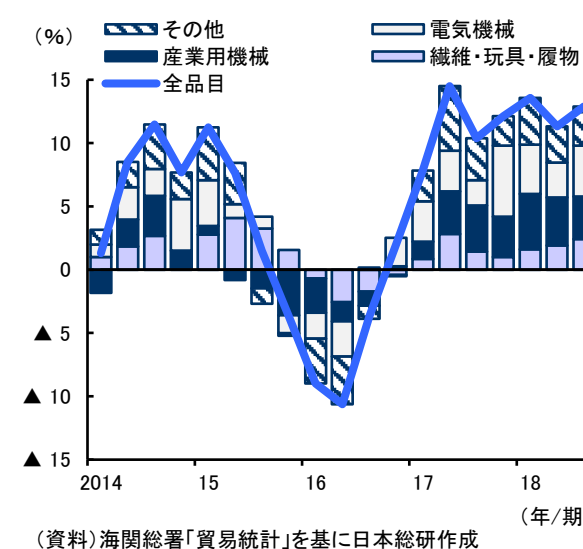 （％）
その他
電気機械
産業用機械
繊維・玩具・履物
全品目
15
10
5
0
▲ 5
▲ 10
▲ 15
2014 15 16 17 18
（年/期
（資料）海関総署「貿易統計」を基に日本総研作成